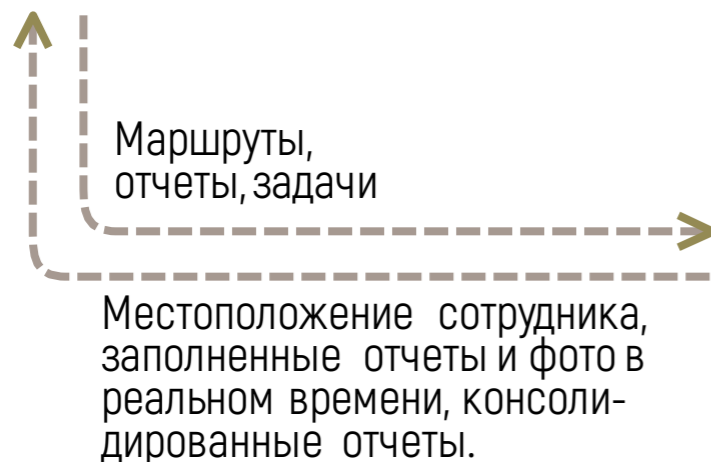 Маршруты,
отчеты, задачи
Местоположение сотрудника,
заполненные отчеты и фото в
реальном времени, консоли-
дированные отчеты.